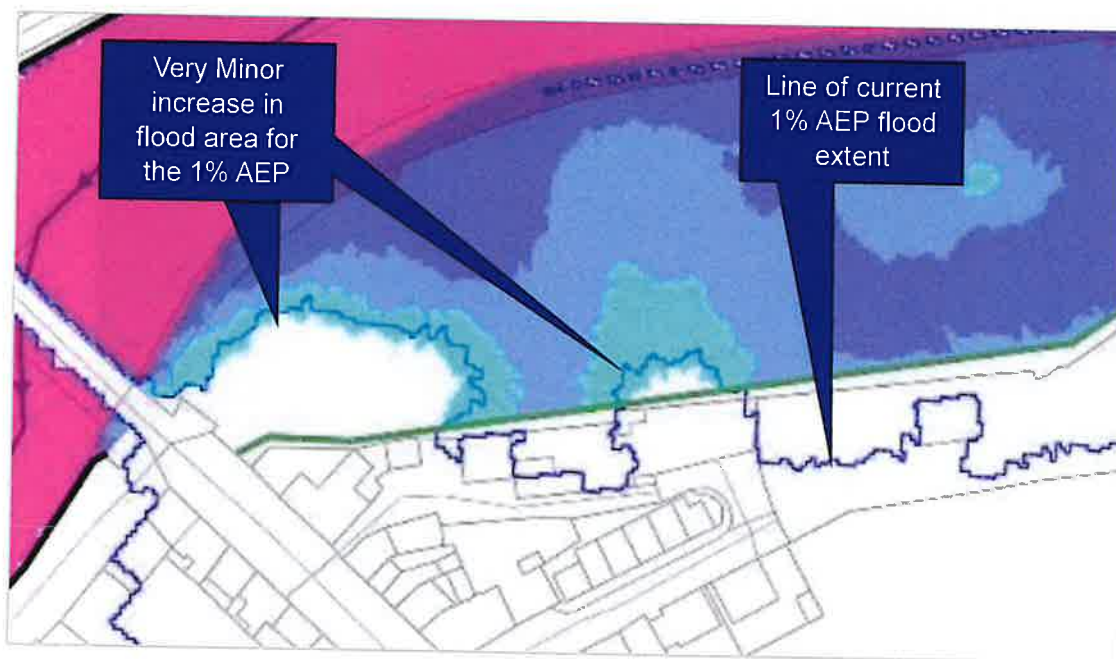 Very Minor
increase in
flood area for
the 1% AEP
Line of current
1% AEP flood
extent